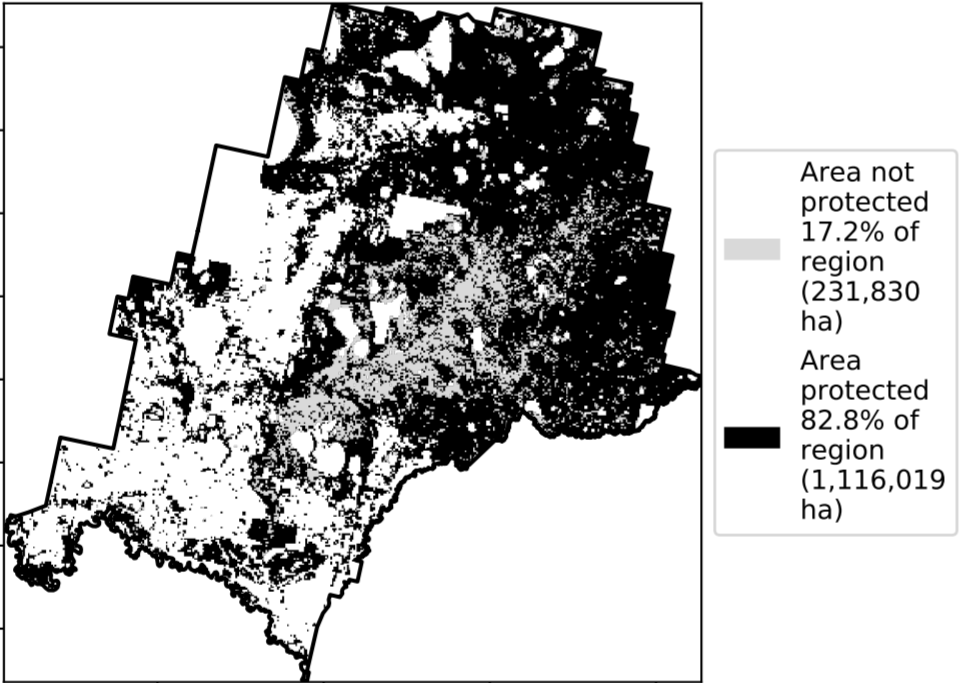 Area not
protected
17.2% of
region
(231,830
ha)
Area
protected
82.8% of
region
(1,116,019
ha)